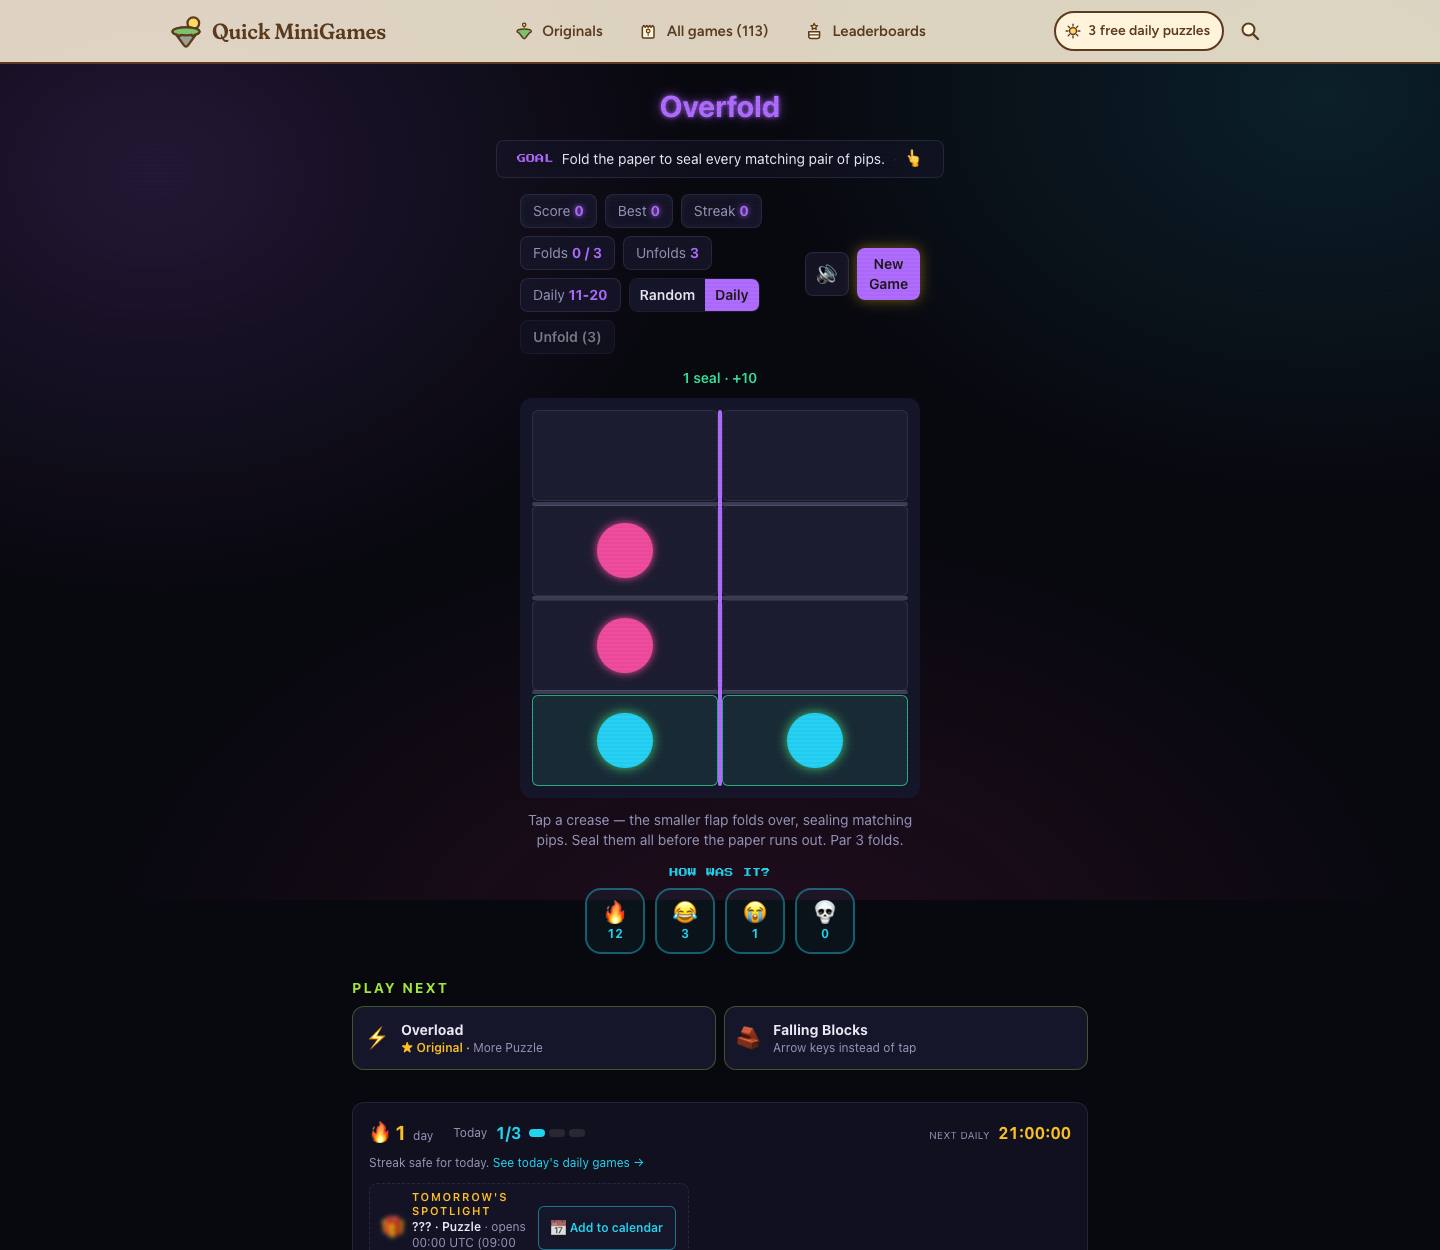 Quick MiniGames
Originals
All games (113)
Leaderboards
3 free daily puzzles
Overfold
GOAL Fold the paper to seal every matching pair of pips.
Score 0
Best 0
Streak 0
Folds 0 / 3
Unfolds 3
New
Game
Daily 11-20
Random
Daily
Unfold (3)
1 seal · +10
Tap a crease — the smaller flap folds over, sealing matching
pips. Seal them all before the paper runs out. Par 3 folds.
HOW WAS IT?
12
3
1
0
PLAY NEXT
Overload
Original · More Puzzle
Falling Blocks
Arrow keys instead of tap
1 day
Today 1/3
NEXT DAILY 21:00:00
Streak safe for today. See today's daily games →
TOMORROW'S
SPOTLIGHT
??? · Puzzle · opens
00:00 UTC (09:00
Add to calendar